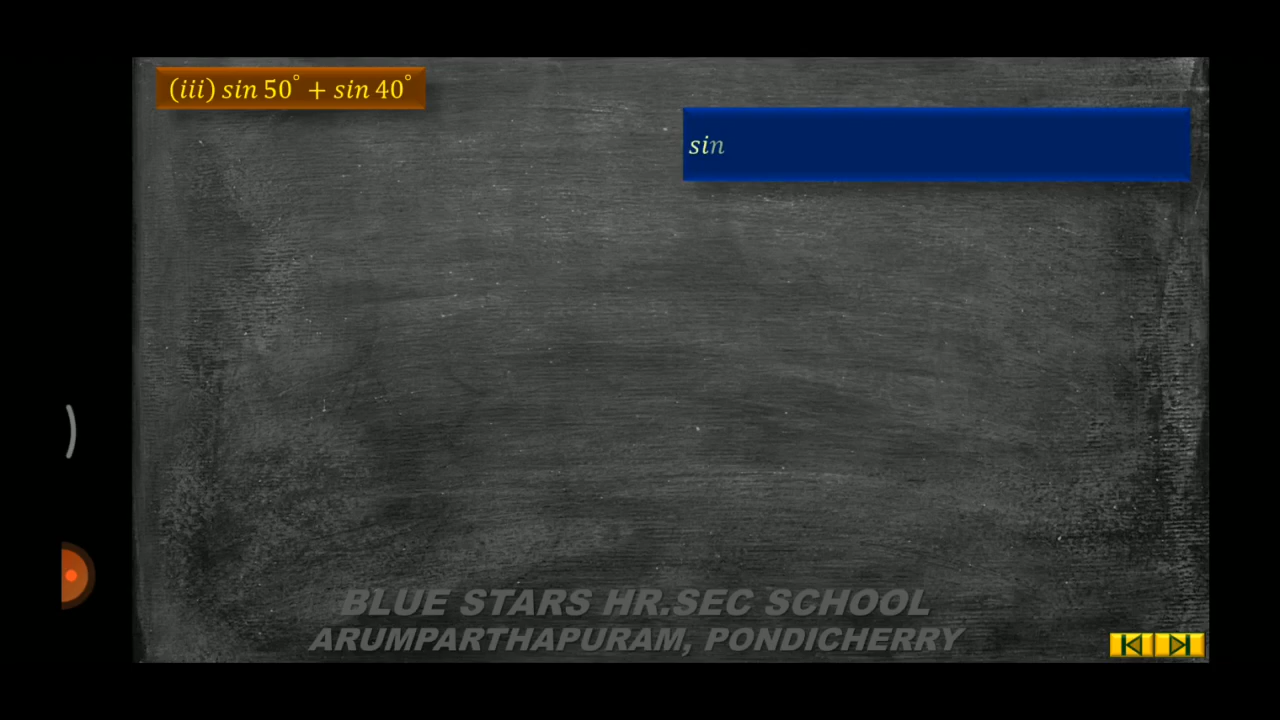 (iii) sin 50° + sin 40°
sin
BLUE STARS HR.SEC SCHOOL
ARUMPARTHAPURAM, PONDICHERRY